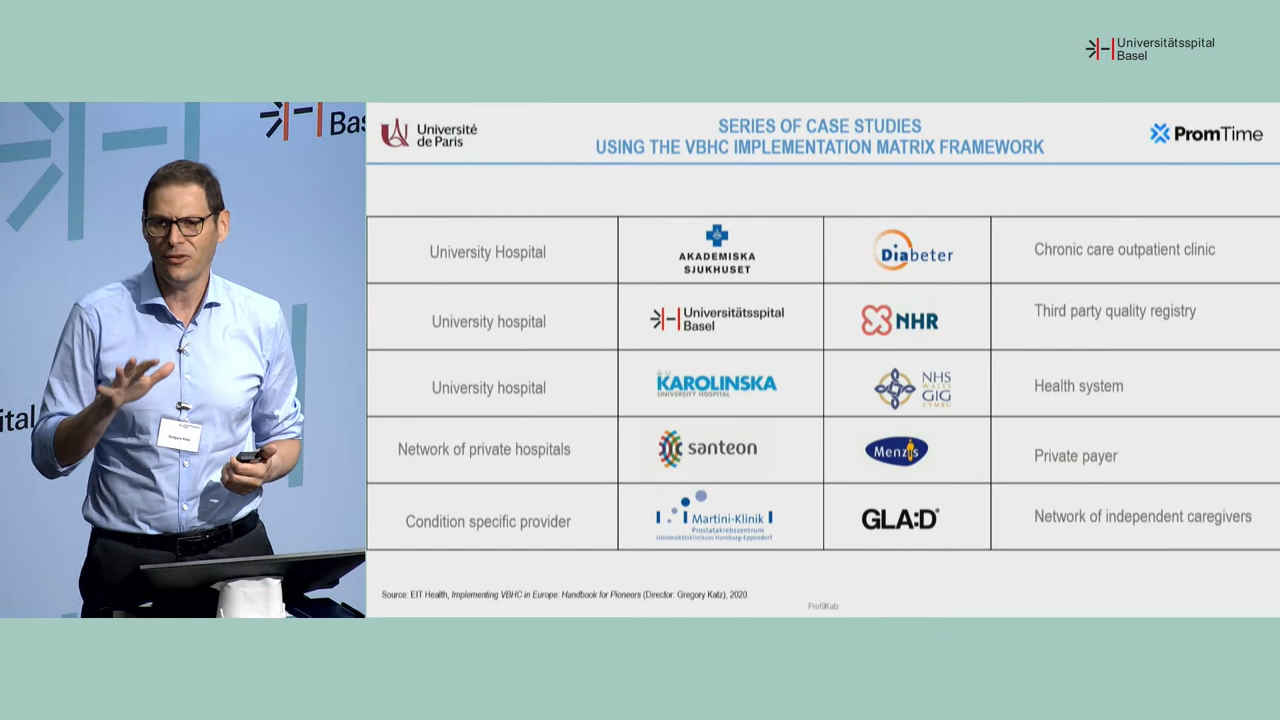 Universitätsspital
Basel
Bas
ital
Gregory Katz
Université
de Paris
SERIES OF CASE STUDIES
USING THE VBHC IMPLEMENTATION MATRIX FRAMEWORK
PromTime
University Hospital
AKADEMISKA
SJUKHUSET
Diabeter
Chronic care outpatient clinic
University hospital
Universitätsspital
Basel
NHR
Third party quality registry
University hospital
KAROLINSKA
UNIVERSITY HOSPITAL
NHS
WALES
GIG
CYMRU
Health system
Network of private hospitals
santeon
Menzis
Private payer
Condition specific provider
Martini-Klinik
Prostatakrebszentrum
Universitätsklinikum Hamburg-Eppendorf
GLA:D®
Network of independent caregivers
Source: EIT Health, Implementing VBHC in Europe. Handbook for Pioneers (Director: Gregory Katz), 2020.